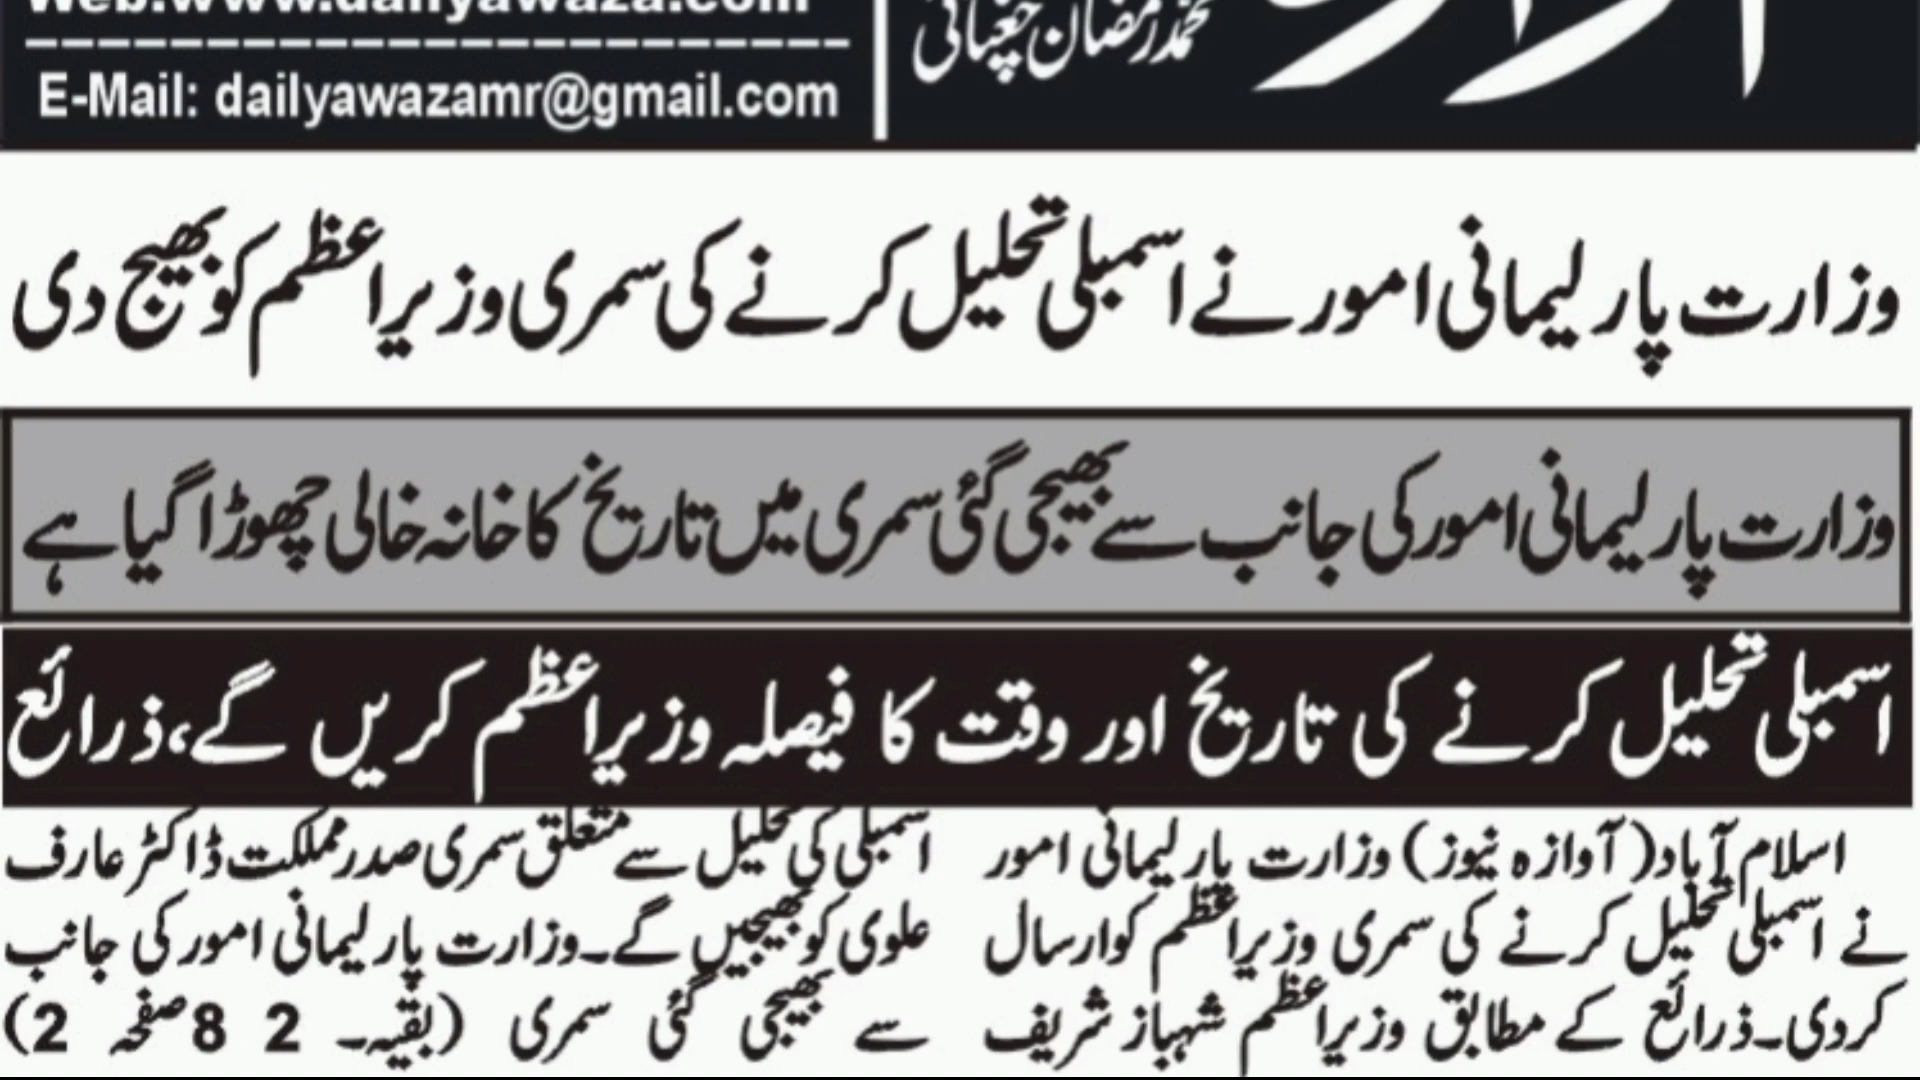 E-Mail: dailyawazamr@gmail.com
محمد رمضان چغتائی
وزارت پارلیمانی امور نے اسمبلی تحلیل کرنے کی سمری وزیراعظم کو بھیج دی
وزارت پارلیمانی امور کی جانب سے بھیجی گئی سمری میں تاریخ کا خانہ خالی چھوڑا گیا ہے
اسمبلی تحلیل کرنے کی تاریخ اور وقت کا فیصلہ وزیراعظم کریں گے، ذرائع
اسلام آباد (آوازہ نیوز) وزارت پارلیمانی امور
نے اسمبلی تحلیل کرنے کی سمری وزیراعظم کو ارسال
کردی۔ ذرائع کے مطابق وزیراعظم شہباز شریف
اسمبلی کی تحلیل سے متعلق سمری صدر مملکت ڈاکٹر عارف
علوی کو بھیجیں گے۔ وزارت پارلیمانی امور کی جانب
سے بھیجی گئی سمری (بقیہ۔ 2 8 صفحہ 2)